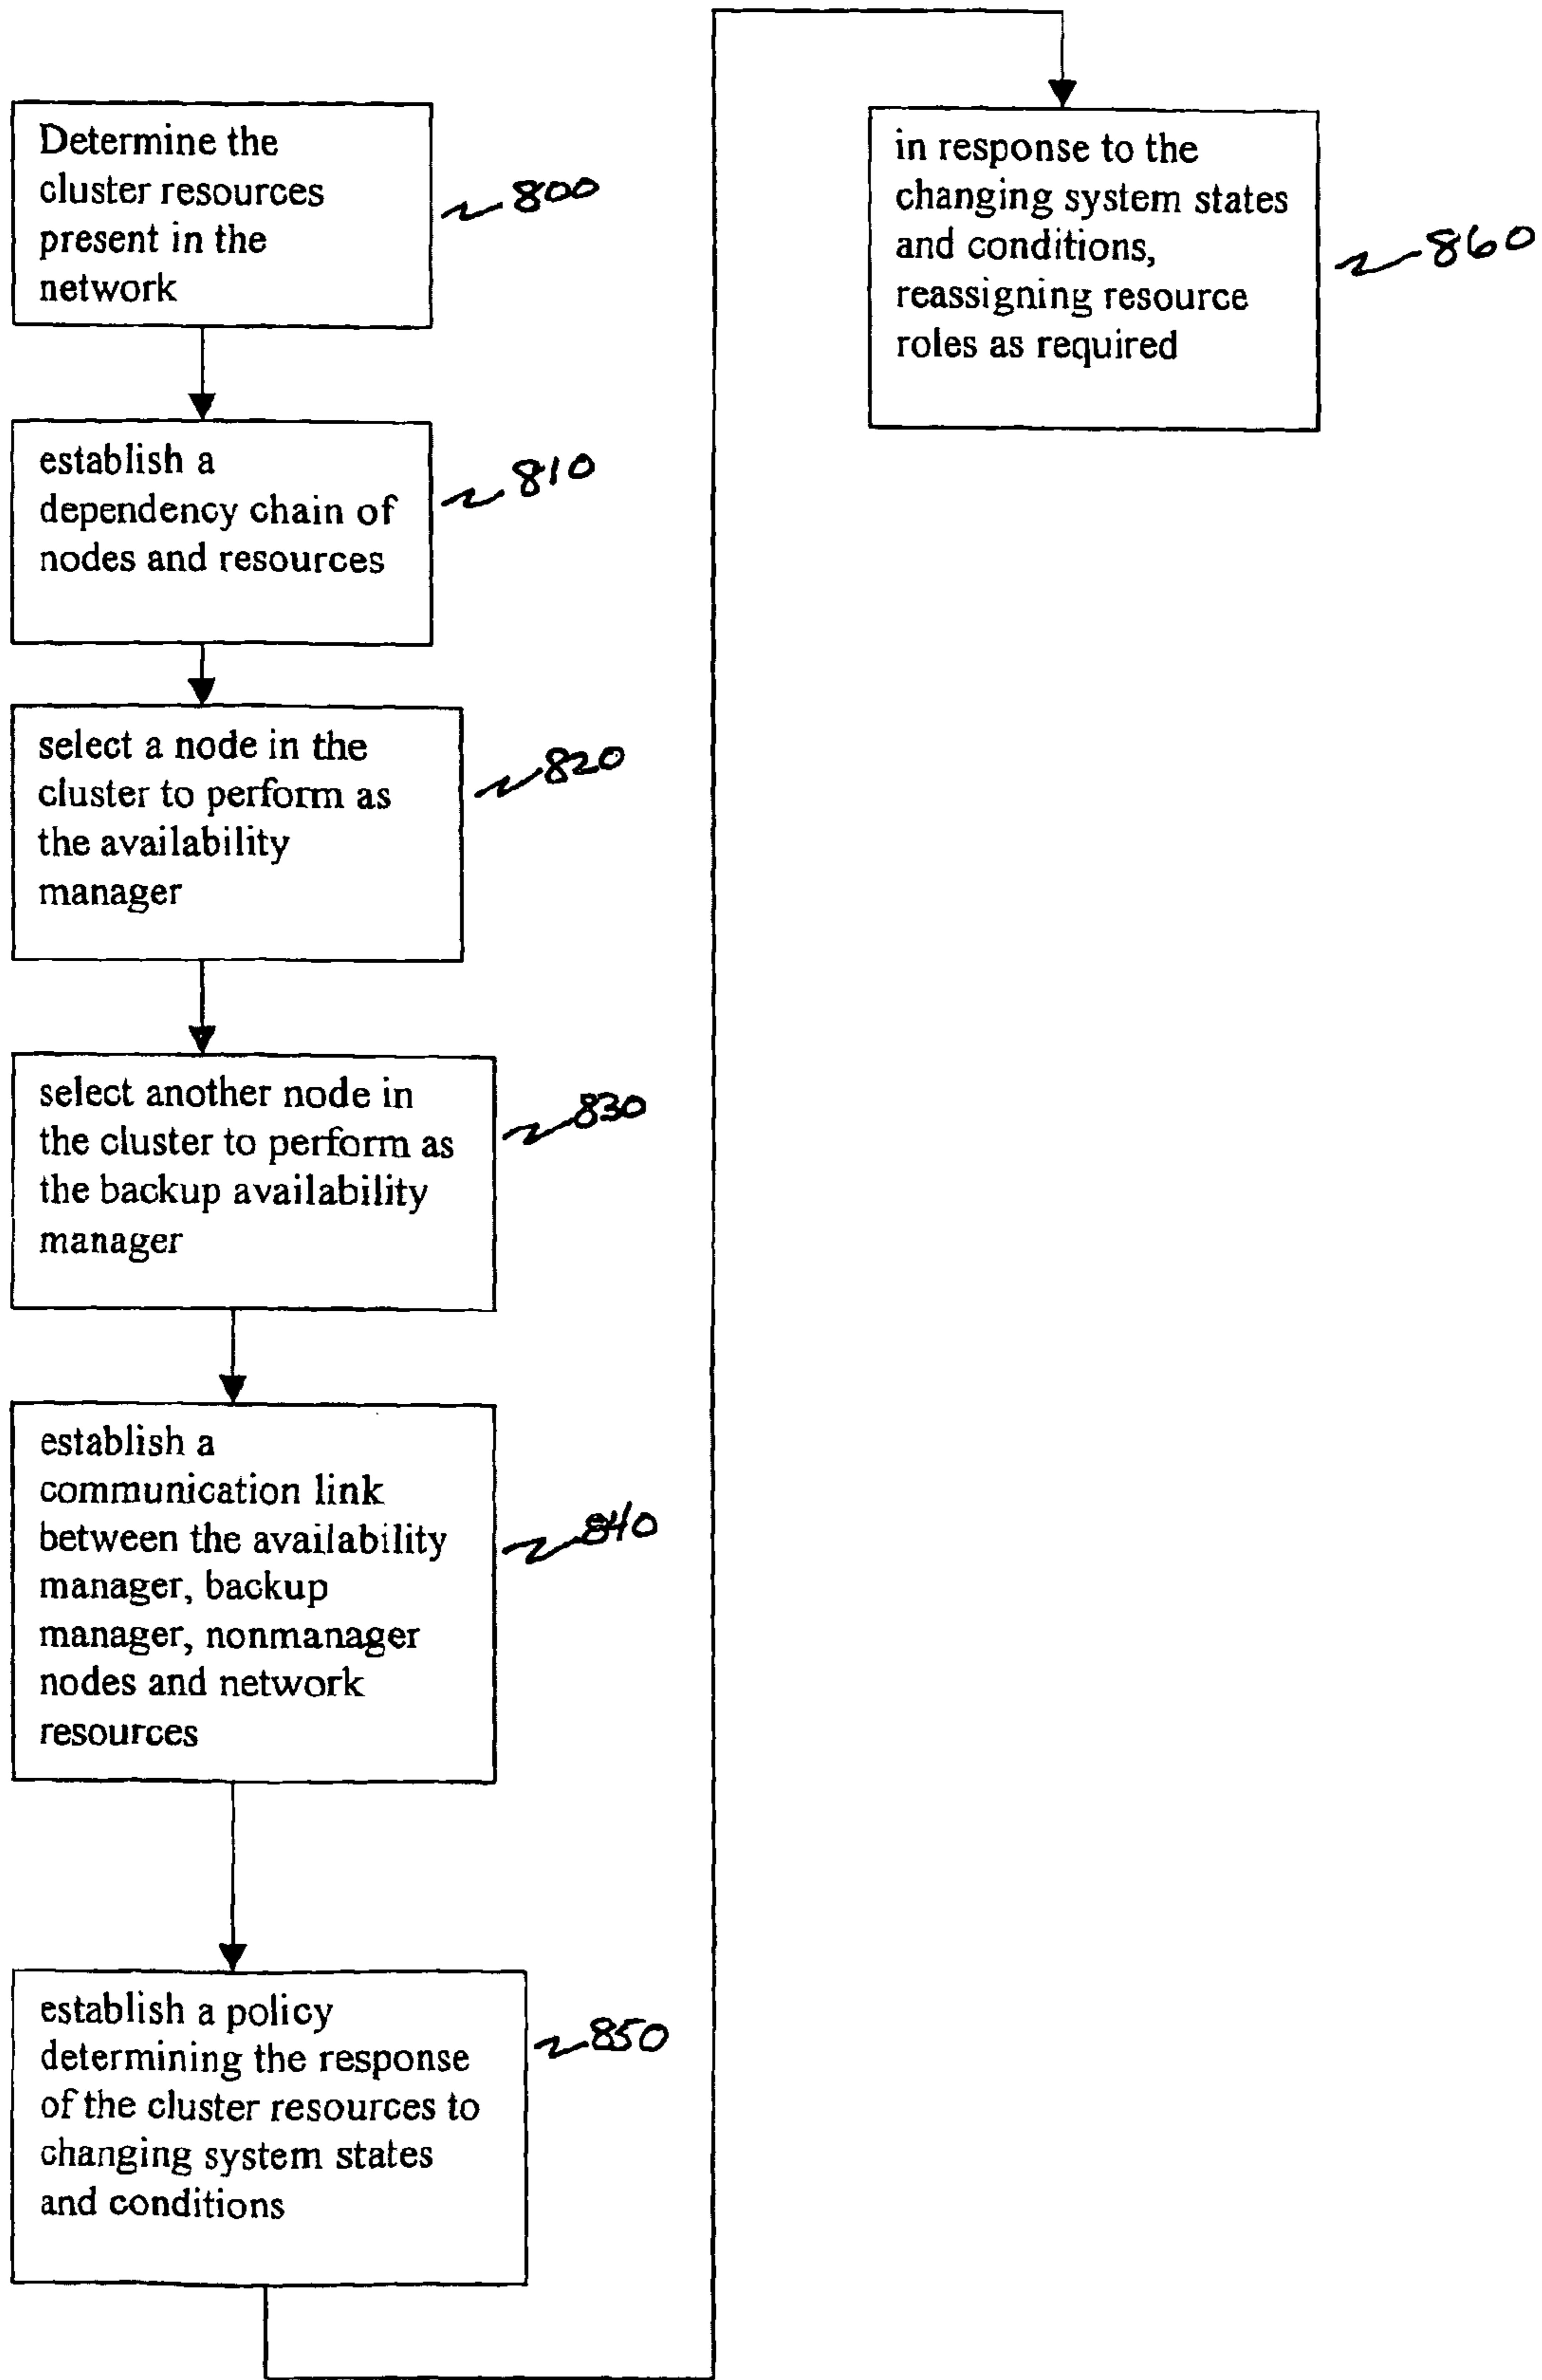 Determine the
cluster resources
present in the
network
800
establish a
dependency chain of
nodes and resources
810
select a node in the
cluster to perform as
the availability
manager
820
select another node in
the cluster to perform as
the backup availability
manager
830
establish a
communication link
between the availability
manager, backup
manager, nonmanager
nodes and network
resources
840
establish a policy
determining the response
of the cluster resources to
changing system states
and conditions
850
in response to the
changing system states
and conditions,
reassigning resource
roles as required
860